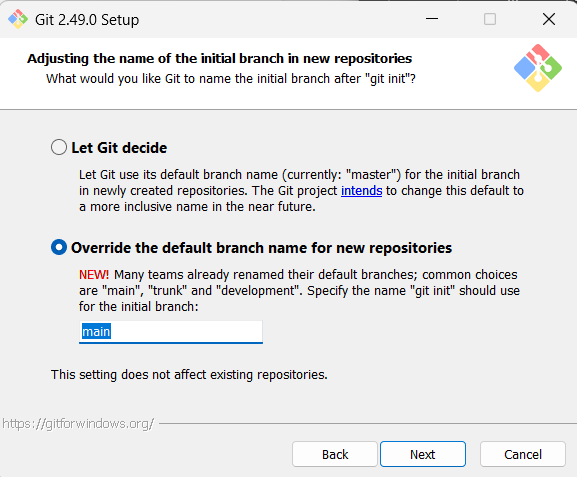 Git 2.49.0 Setup
Adjusting the name of the initial branch in new repositories
What would you like Git to name the initial branch after "git init"?
Let Git decide
Let Git use its default branch name (currently: "master") for the initial branch
in newly created repositories. The Git project intends to change this default to
a more inclusive name in the near future.
Override the default branch name for new repositories
NEW! Many teams already renamed their default branches; common choices
are "main", "trunk" and "development". Specify the name "git init" should use
for the initial branch:
main
This setting does not affect existing repositories.
https://gitforwindows.org/
Back Next Cancel